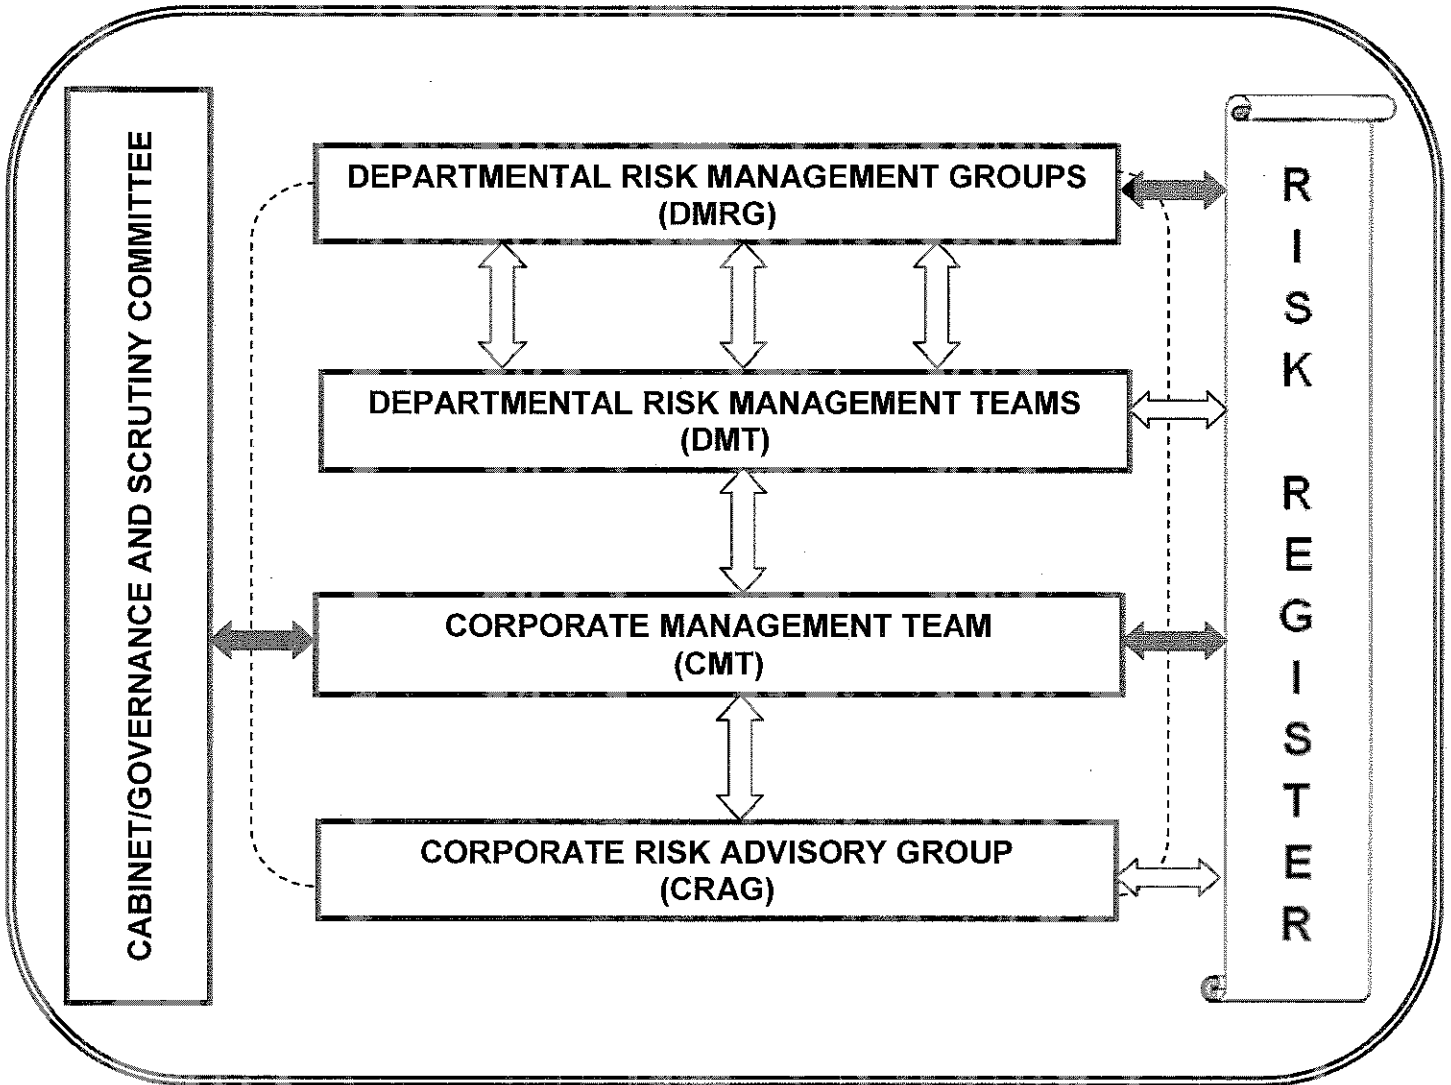 CABINET/GOVERNANCE AND SCRUTINY COMMITTEE
DEPARTMENTAL RISK MANAGEMENT GROUPS
(DMRG)
DEPARTMENTAL RISK MANAGEMENT TEAMS
(DMT)
CORPORATE MANAGEMENT TEAM
(CMT)
CORPORATE RISK ADVISORY GROUP
(CRAG)
RISK REGISTER